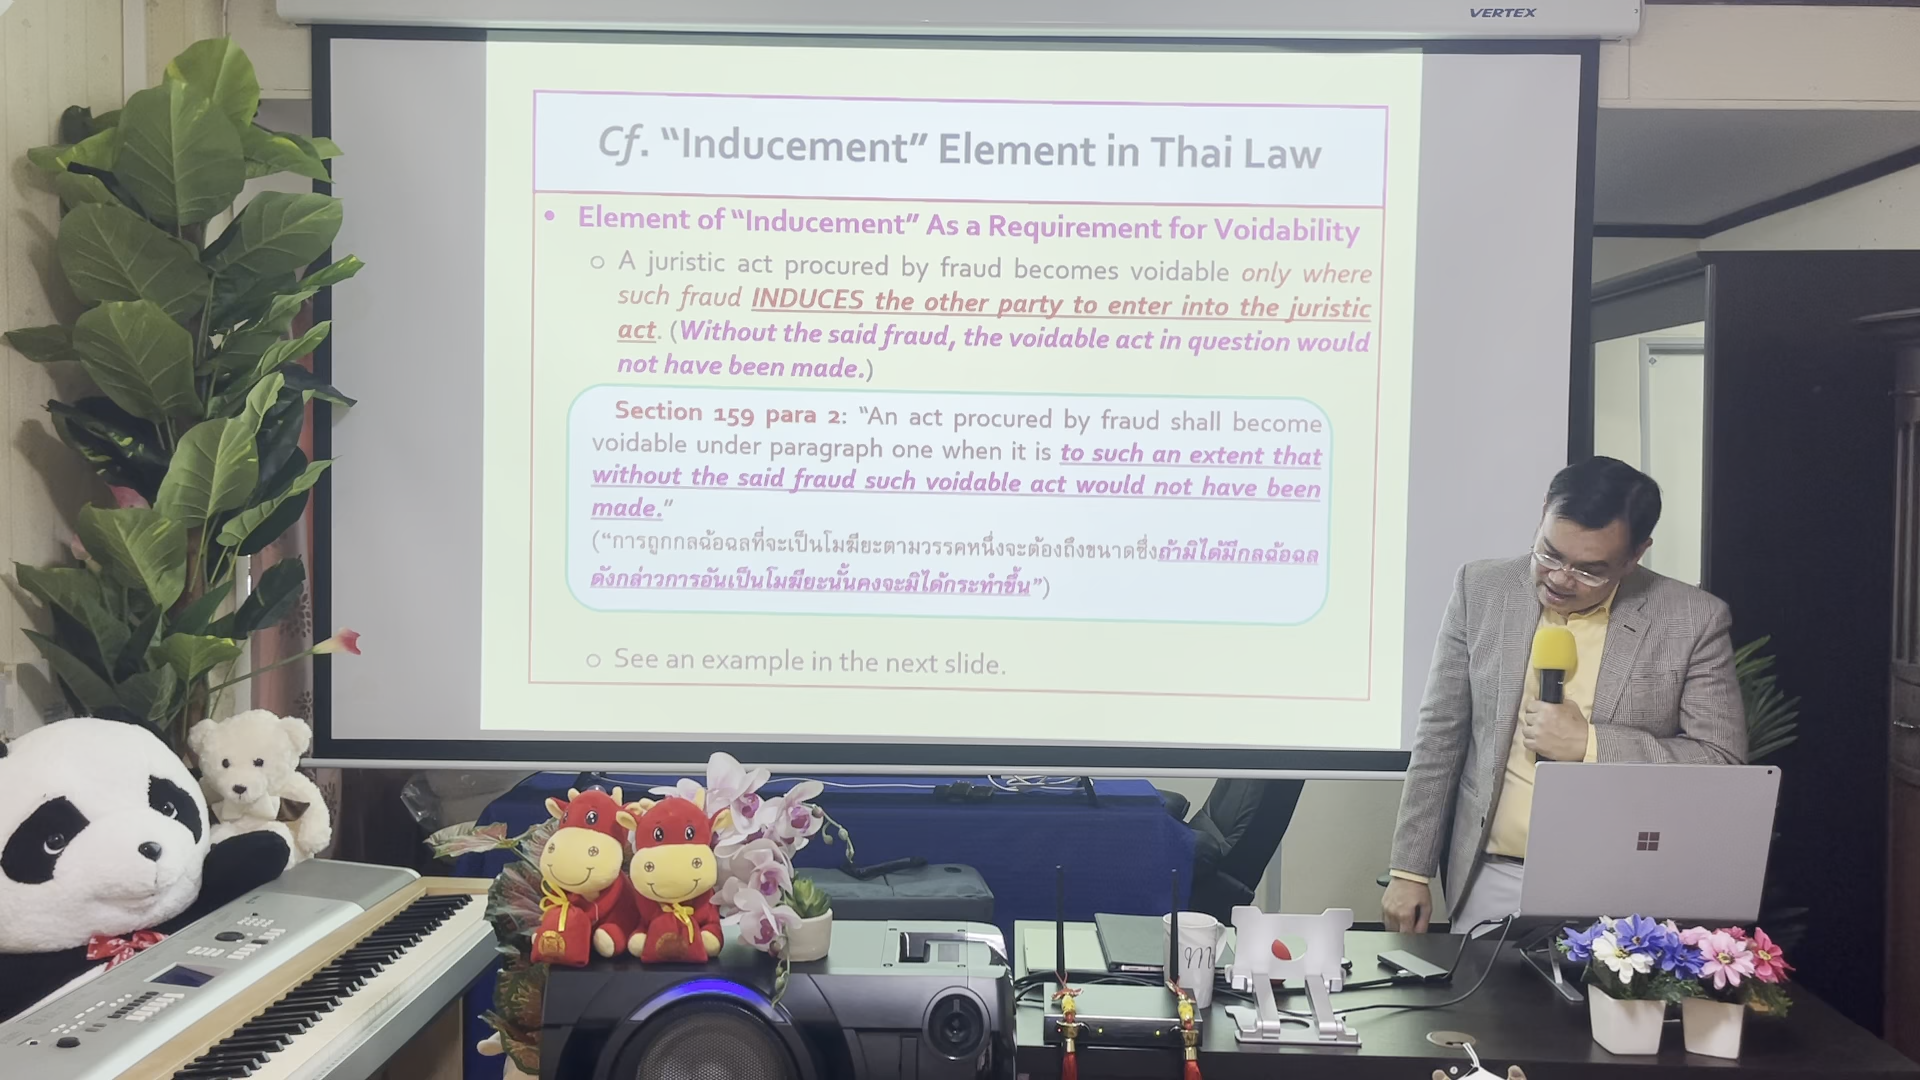 VERTEX
Cf. “Inducement” Element in Thai Law
• Element of “Inducement” As a Requirement for Voidability
o A juristic act procured by fraud becomes voidable only where
such fraud INDUCES the other party to enter into the juristic
act. (Without the said fraud, the voidable act in question would
not have been made.)
Section 159 para 2: “An act procured by fraud shall become
voidable under paragraph one when it is to such an extent that
without the said fraud such voidable act would not have been
made.”
(“การถูกกลฉ้อฉลที่จะเป็นโมฆียะตามวรรคหนึ่งจะต้องถึงขนาดซึ่งถ้ามิได้มีกลฉ้อฉล
ดังกล่าวการอันเป็นโมฆียะนั้นคงจะมิได้กระทำขึ้น”)
o See an example in the next slide.